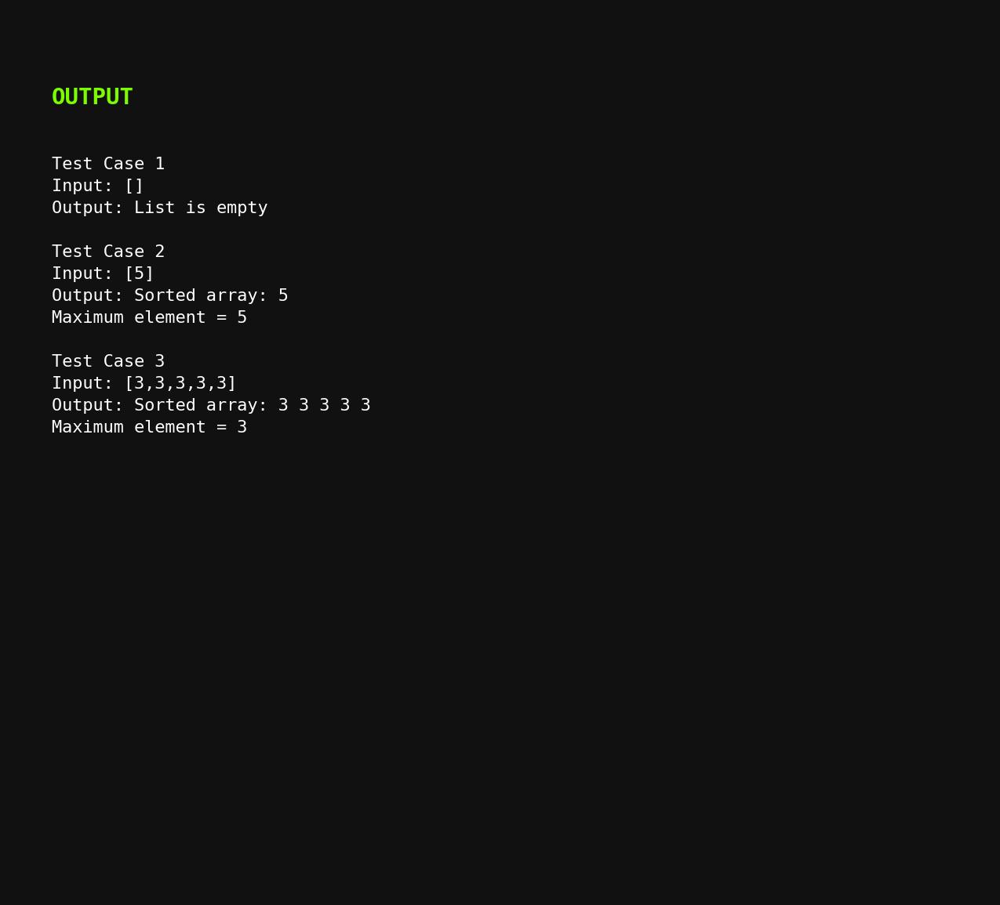 OUTPUT
Test Case 1
Input: []
Output: List is empty
Test Case 2
Input: [5]
Output: Sorted array: 5
Maximum element = 5
Test Case 3
Input: [3,3,3,3,3]
Output: Sorted array: 3 3 3 3 3
Maximum element = 3